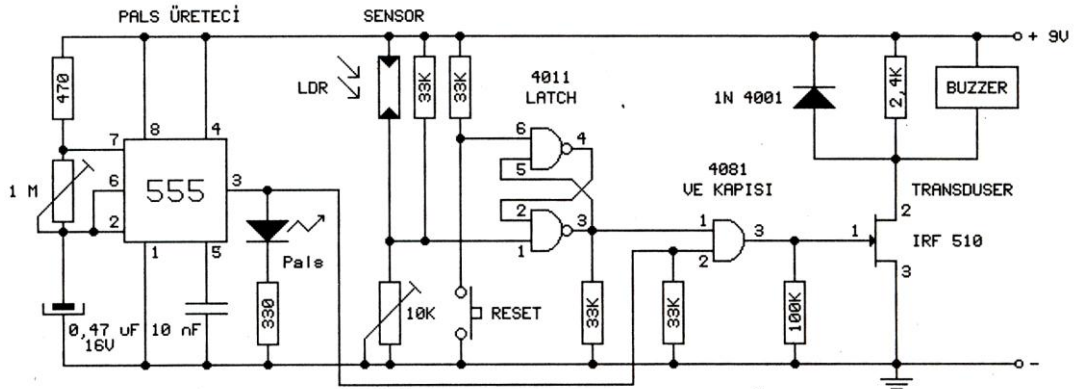 PALS ÜRETECİ
SENSOR
+ 9V
470
LDR
33K
33K
4011
LATCH
1N 4001
2,4K
BUZZER
7
8
4
6
4
5
1 M
6
555
3
2
2
3
1
4081
VE KAPISI
TRANSDUSER
1
3
2
1
2
IRF 510
3
1
5
Pals
0,47 uF
16V
10 nF
330
10K
RESET
33K
33K
100K
-